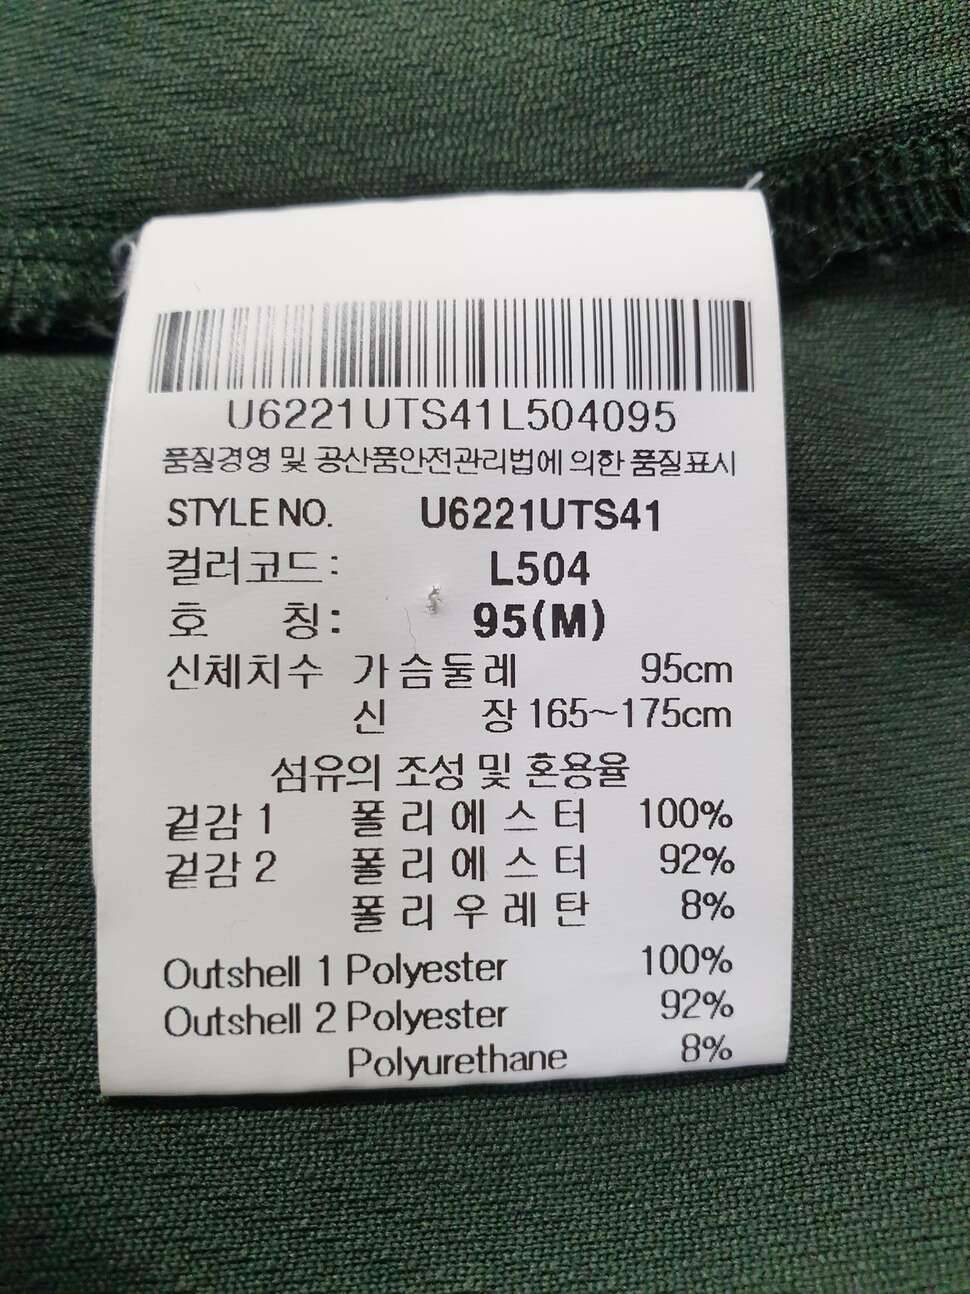 U6221UTS41L504095
품질경영 및 공산품안전관리법에 의한 품질표시
STYLE NO. U6221UTS41
컬러코드: L504
호 칭: 95(M)
신체치수 가슴둘레 95cm
신 장 165~175cm
섬유의 조성 및 혼용율
겉감 1 폴리에스터 100%
겉감 2 폴리에스터 92%
폴리우레탄 8%
Outshell 1 Polyester 100%
Outshell 2 Polyester 92%
Polyurethane 8%